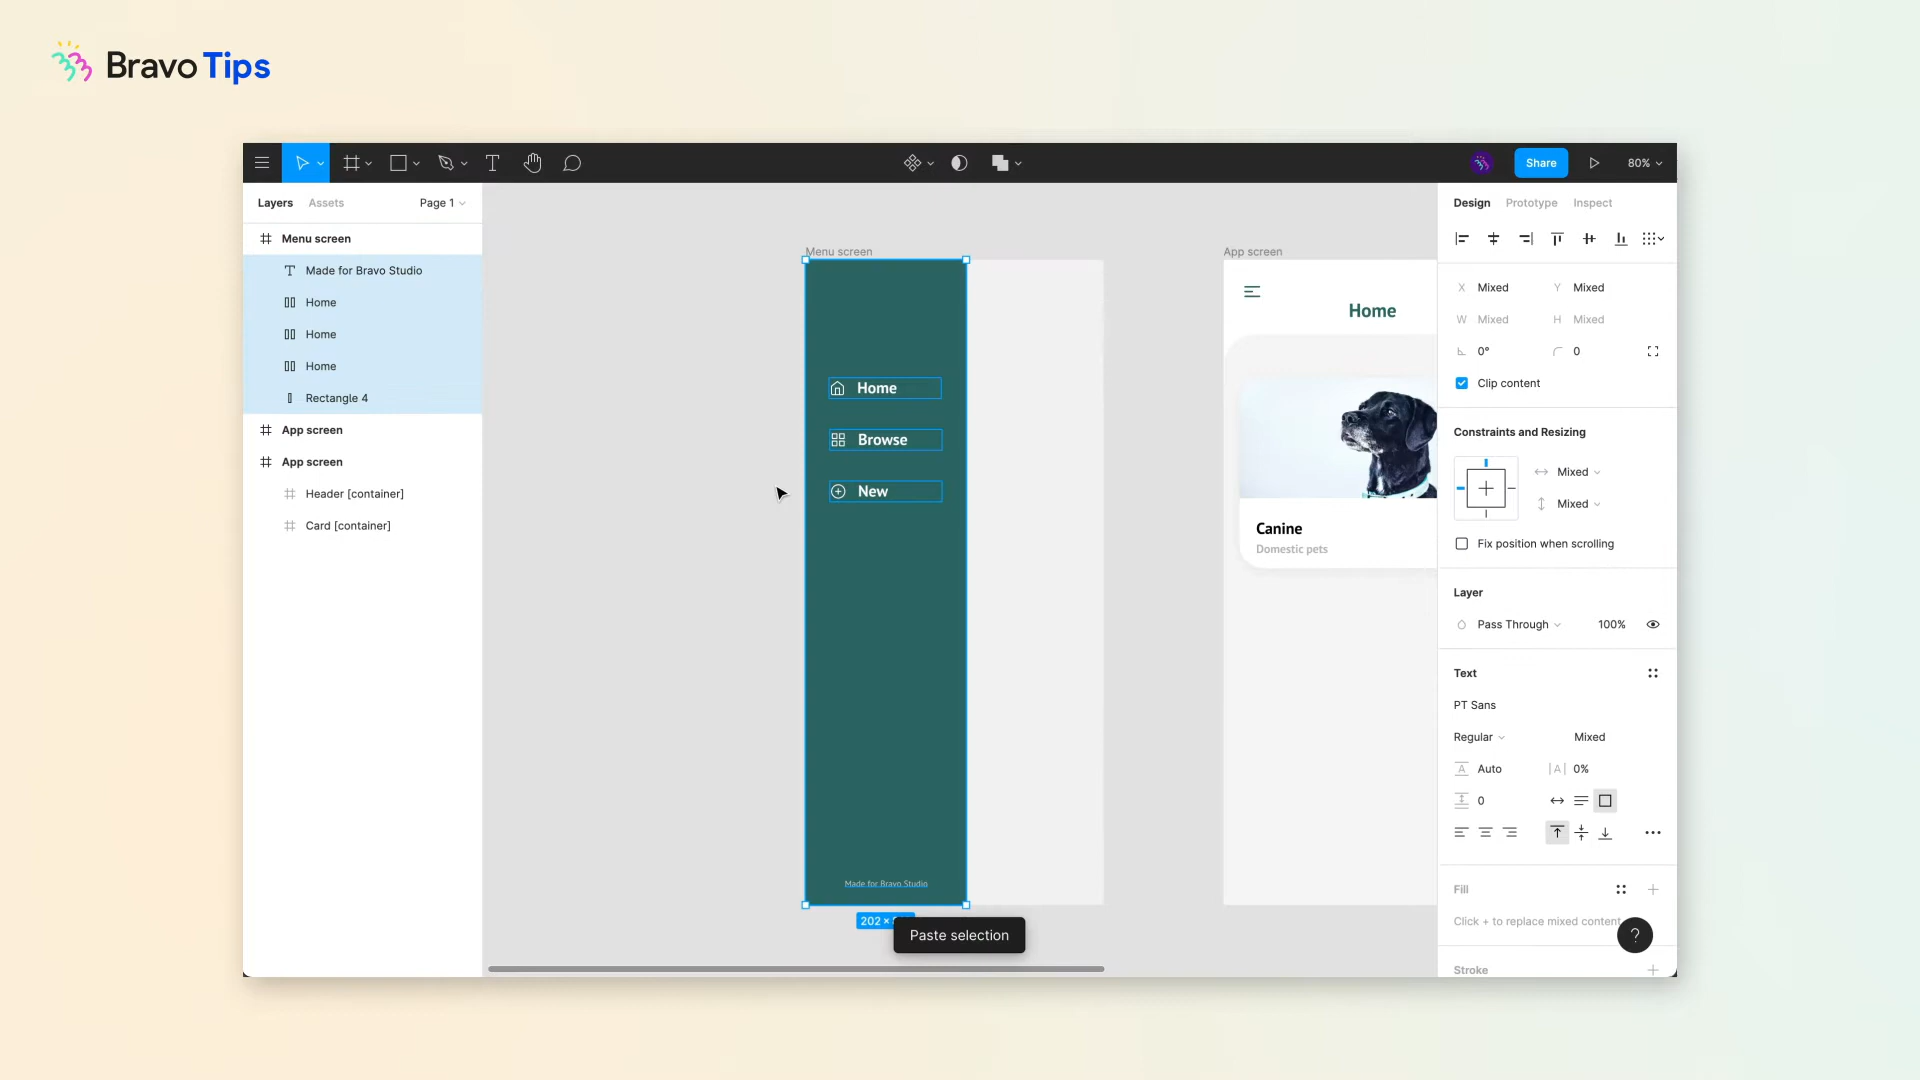 Bravo Tips
Share
80%
Layers
Assets
Page 1
Menu screen
Made for Bravo Studio
Home
Home
Home
Rectangle 4
App screen
App screen
Header [container]
Card [container]
Menu screen
Home
Browse
New
Made for Bravo Studio
202 ×
Paste selection
App screen
Home
Canine
Domestic pets
Design
Prototype
Inspect
X Mixed
Y Mixed
W Mixed
H Mixed
0°
0
Clip content
Constraints and Resizing
Mixed
Mixed
Fix position when scrolling
Layer
Pass Through
100%
Text
PT Sans
Regular
Mixed
A Auto
|A| 0%
0
Fill
Click + to replace mixed content
?
Stroke